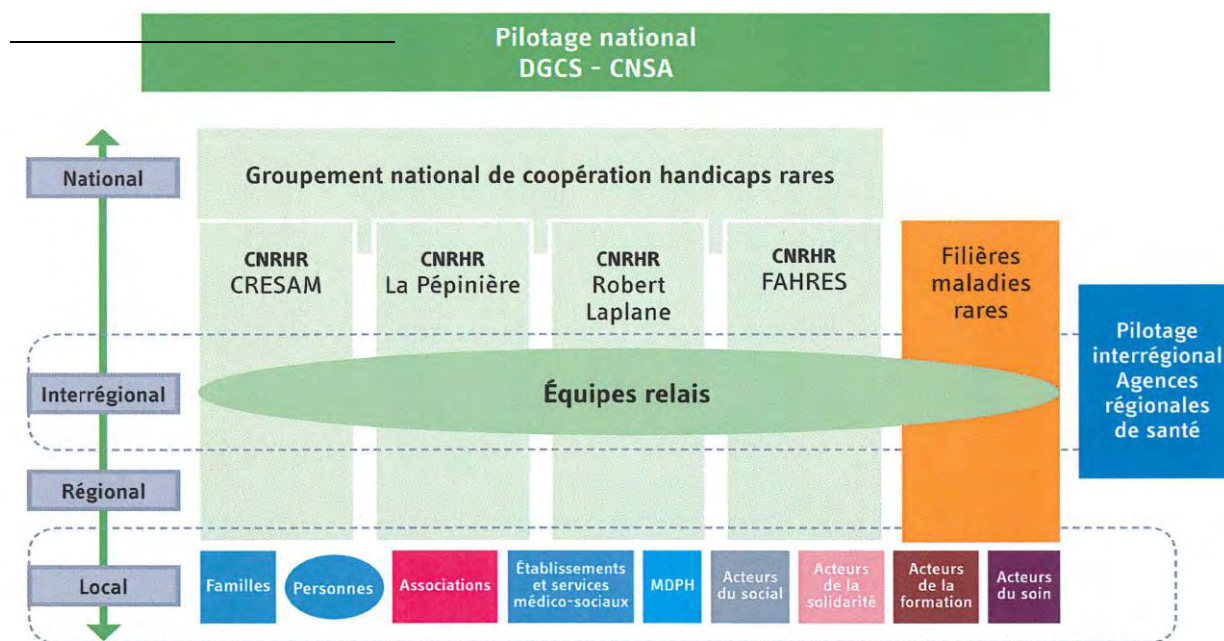 Pilotage national
DGCS - CNSA
National
Groupement national de coopération handicaps rares
CNRHR
CRESAM
CNRHR
La Pépinière
CNRHR
Robert
Laplane
CNRHR
FAHRES
Filières
maladies
rares
Pilotage
interrégional
Agences
régionales
de santé
Interrégional
Équipes relais
Régional
Local
Familles
Personnes
Associations
Établissements
et services
médico-sociaux
MDPH
Acteurs
du social
Acteurs
de la
solidarité
Acteurs
de la
formation
Acteurs
du soin